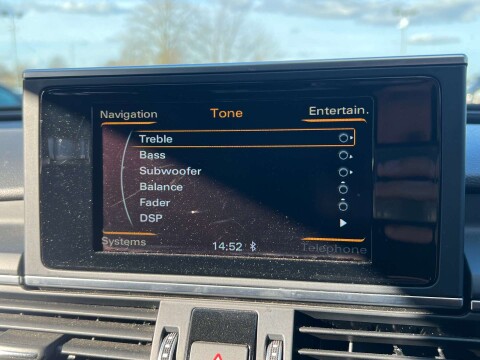 Navigation Tone Entertain.
Treble
Bass
Subwoofer
Balance
Fader
DSP
Systems 14:52 Telephone